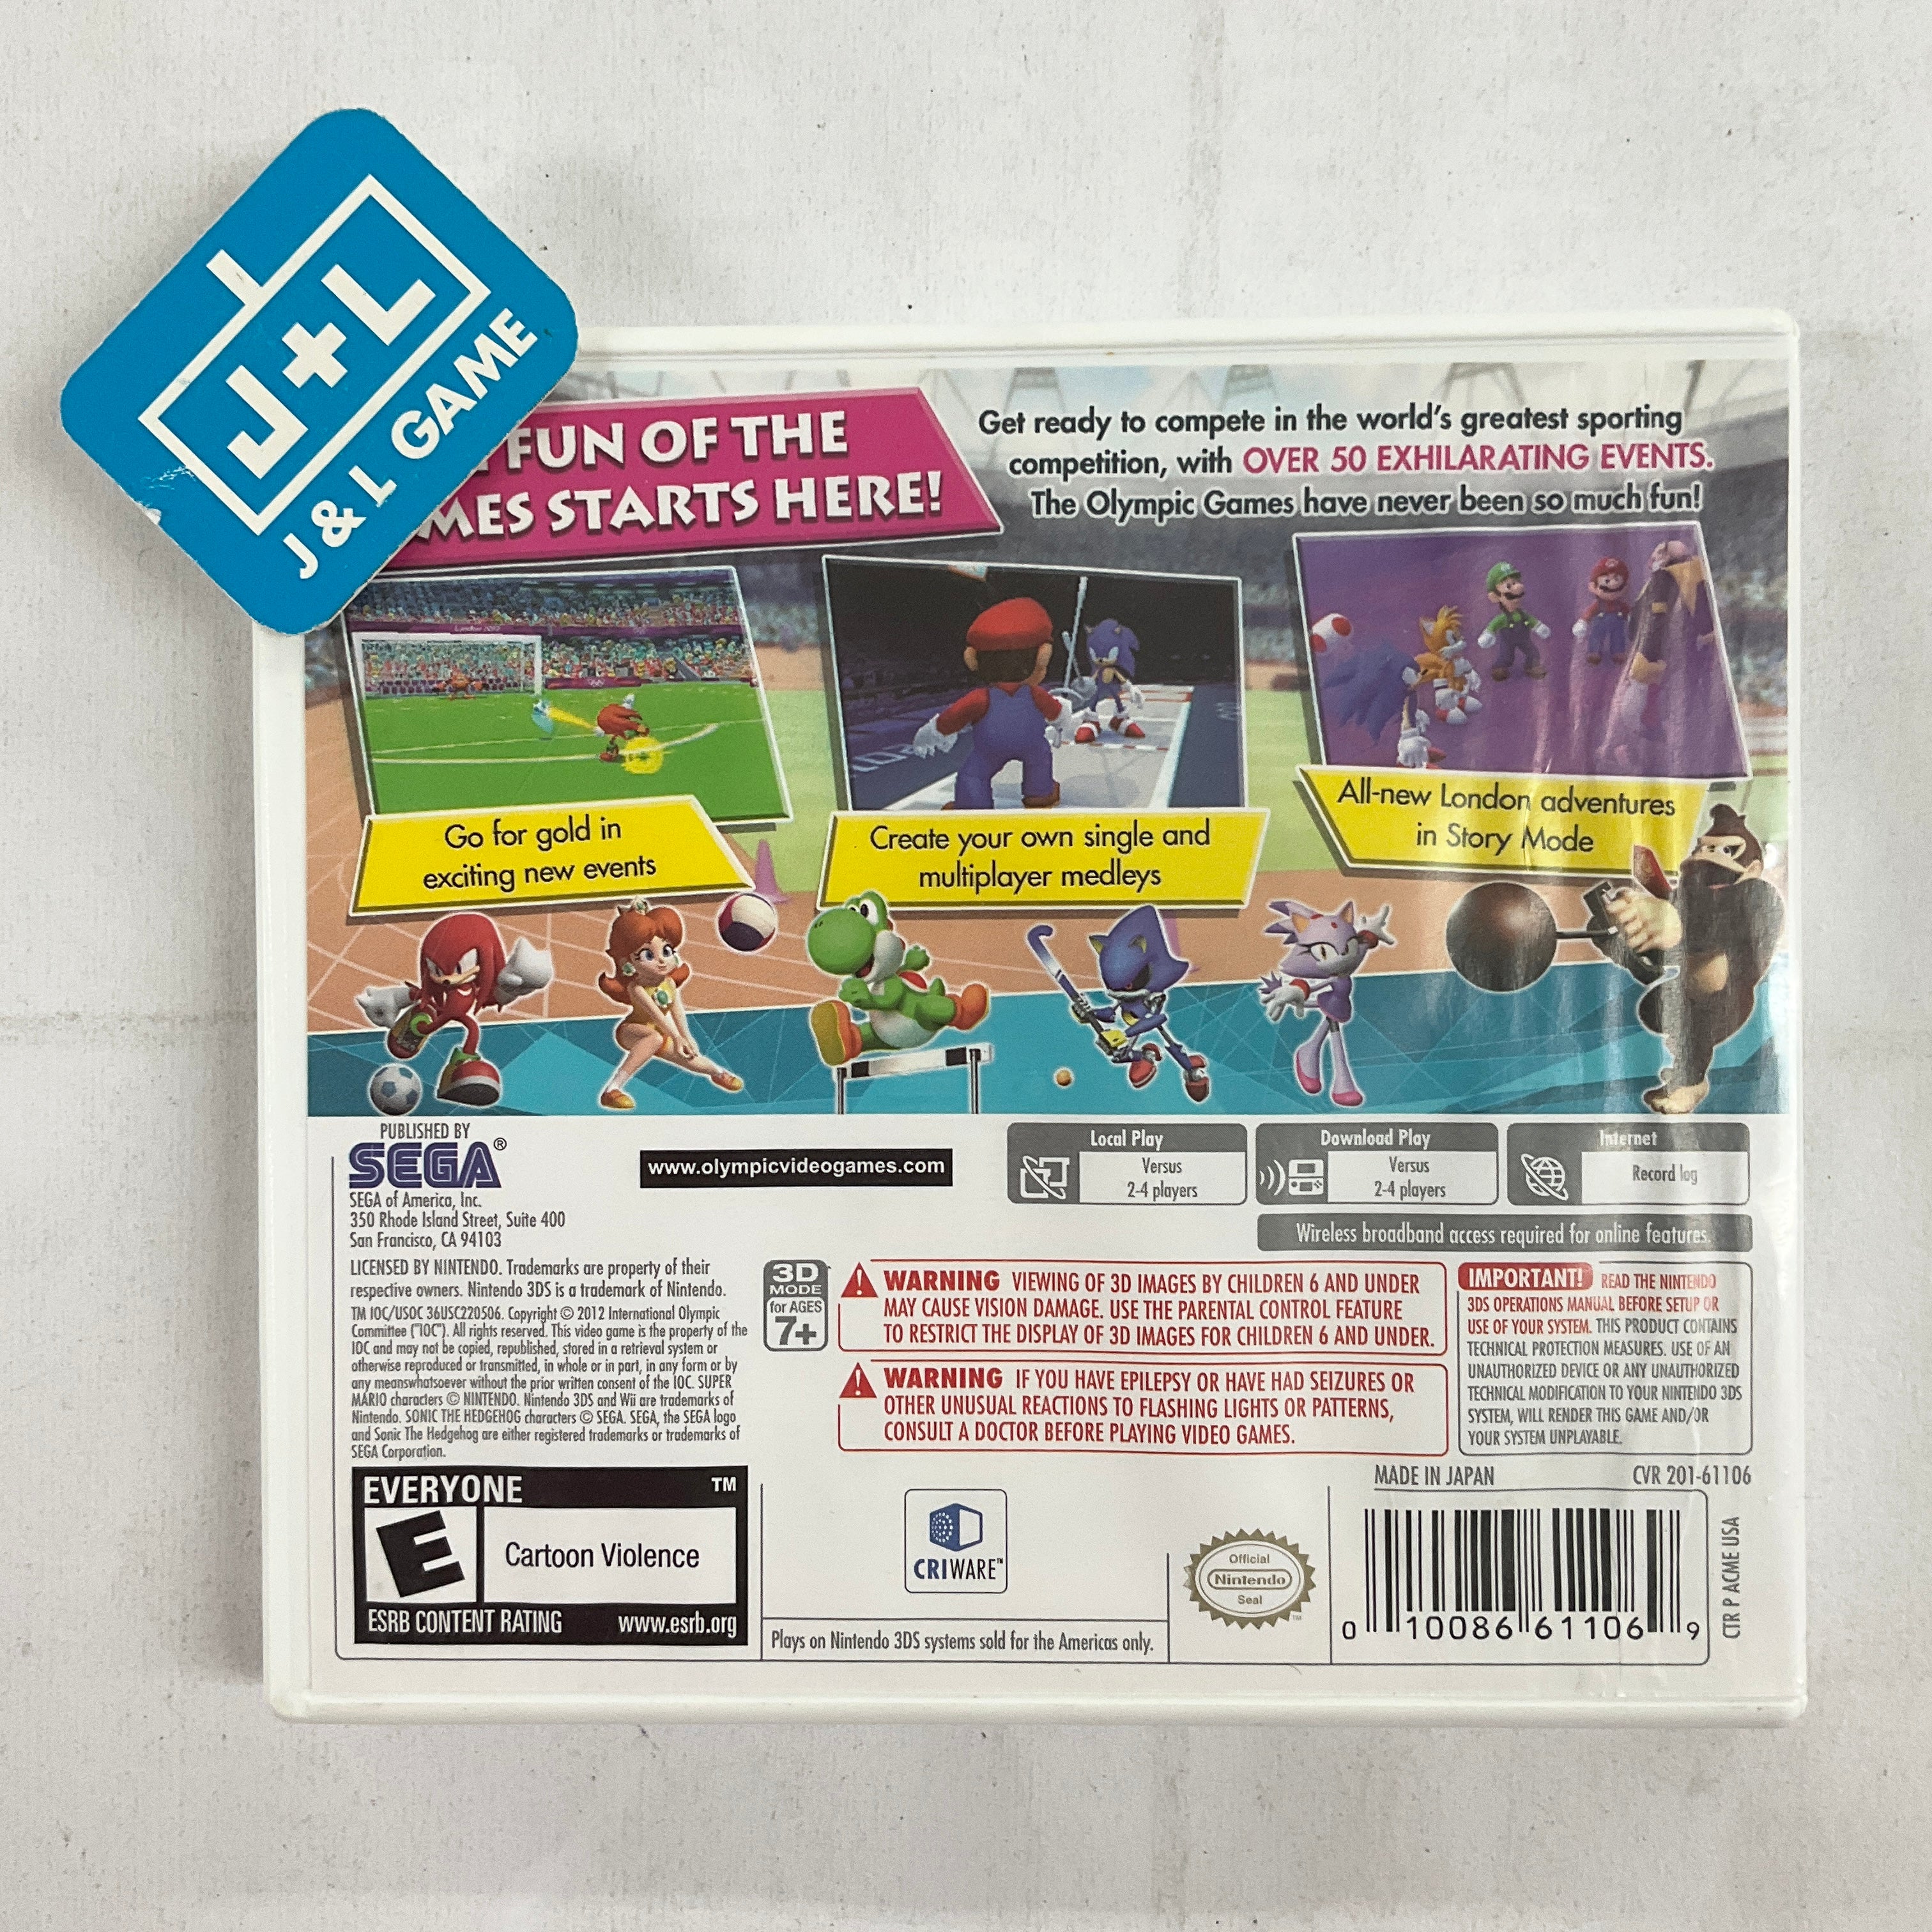 J+L
J & L GAME
FUN OF THE
MES STARTS HERE!
Get ready to compete in the world's greatest sporting
competition, with OVER 50 EXHILARATING EVENTS.
The Olympic Games have never been so much fun!
London 2012
Go for gold in
exciting new events
Create your own single and
multiplayer medleys
All-new London adventures
in Story Mode
PUBLISHED BY
SEGA®
SEGA of America, Inc.
350 Rhode Island Street, Suite 400
San Francisco, CA 94103
www.olympicvideogames.com
Local Play
Versus
2-4 players
Download Play
Versus
2-4 players
Internet
Record log
Wireless broadband access required for online features.
LICENSED BY NINTENDO. Trademarks are property of their
respective owners. Nintendo 3DS is a trademark of Nintendo.
TM IOC/USOC 36USC220506. Copyright © 2012 International Olympic
Committee ("IOC"). All rights reserved. This video game is the property of the
IOC and may not be copied, republished, stored in a retrieval system or
otherwise reproduced or transmitted, in whole or in part, in any form or by
any meanswhatsoever without the prior written consent of the IOC. SUPER
MARIO characters © NINTENDO. Nintendo 3DS and Wii are trademarks of
Nintendo. SONIC THE HEDGEHOG characters © SEGA. SEGA, the SEGA logo
and Sonic The Hedgehog are either registered trademarks or trademarks of
SEGA Corporation.
3D
MODE
for AGES
7+
WARNING VIEWING OF 3D IMAGES BY CHILDREN 6 AND UNDER
MAY CAUSE VISION DAMAGE. USE THE PARENTAL CONTROL FEATURE
TO RESTRICT THE DISPLAY OF 3D IMAGES FOR CHILDREN 6 AND UNDER.
WARNING IF YOU HAVE EPILEPSY OR HAVE HAD SEIZURES OR
OTHER UNUSUAL REACTIONS TO FLASHING LIGHTS OR PATTERNS,
CONSULT A DOCTOR BEFORE PLAYING VIDEO GAMES.
IMPORTANT! READ THE NINTENDO
3DS OPERATIONS MANUAL BEFORE SETUP OR
USE OF YOUR SYSTEM. THIS PRODUCT CONTAINS
TECHNICAL PROTECTION MEASURES. USE OF AN
UNAUTHORIZED DEVICE OR ANY UNAUTHORIZED
TECHNICAL MODIFICATION TO YOUR NINTENDO 3DS
SYSTEM, WILL RENDER THIS GAME AND/OR
YOUR SYSTEM UNPLAYABLE.
MADE IN JAPAN
CVR 201-61106
EVERYONE TM
E
Cartoon Violence
ESRB CONTENT RATING www.esrb.org
CRIWARE™
Plays on Nintendo 3DS systems sold for the Americas only.
Official
Nintendo
Seal
TM
0 10086 61106 9
CTR P ACME USA